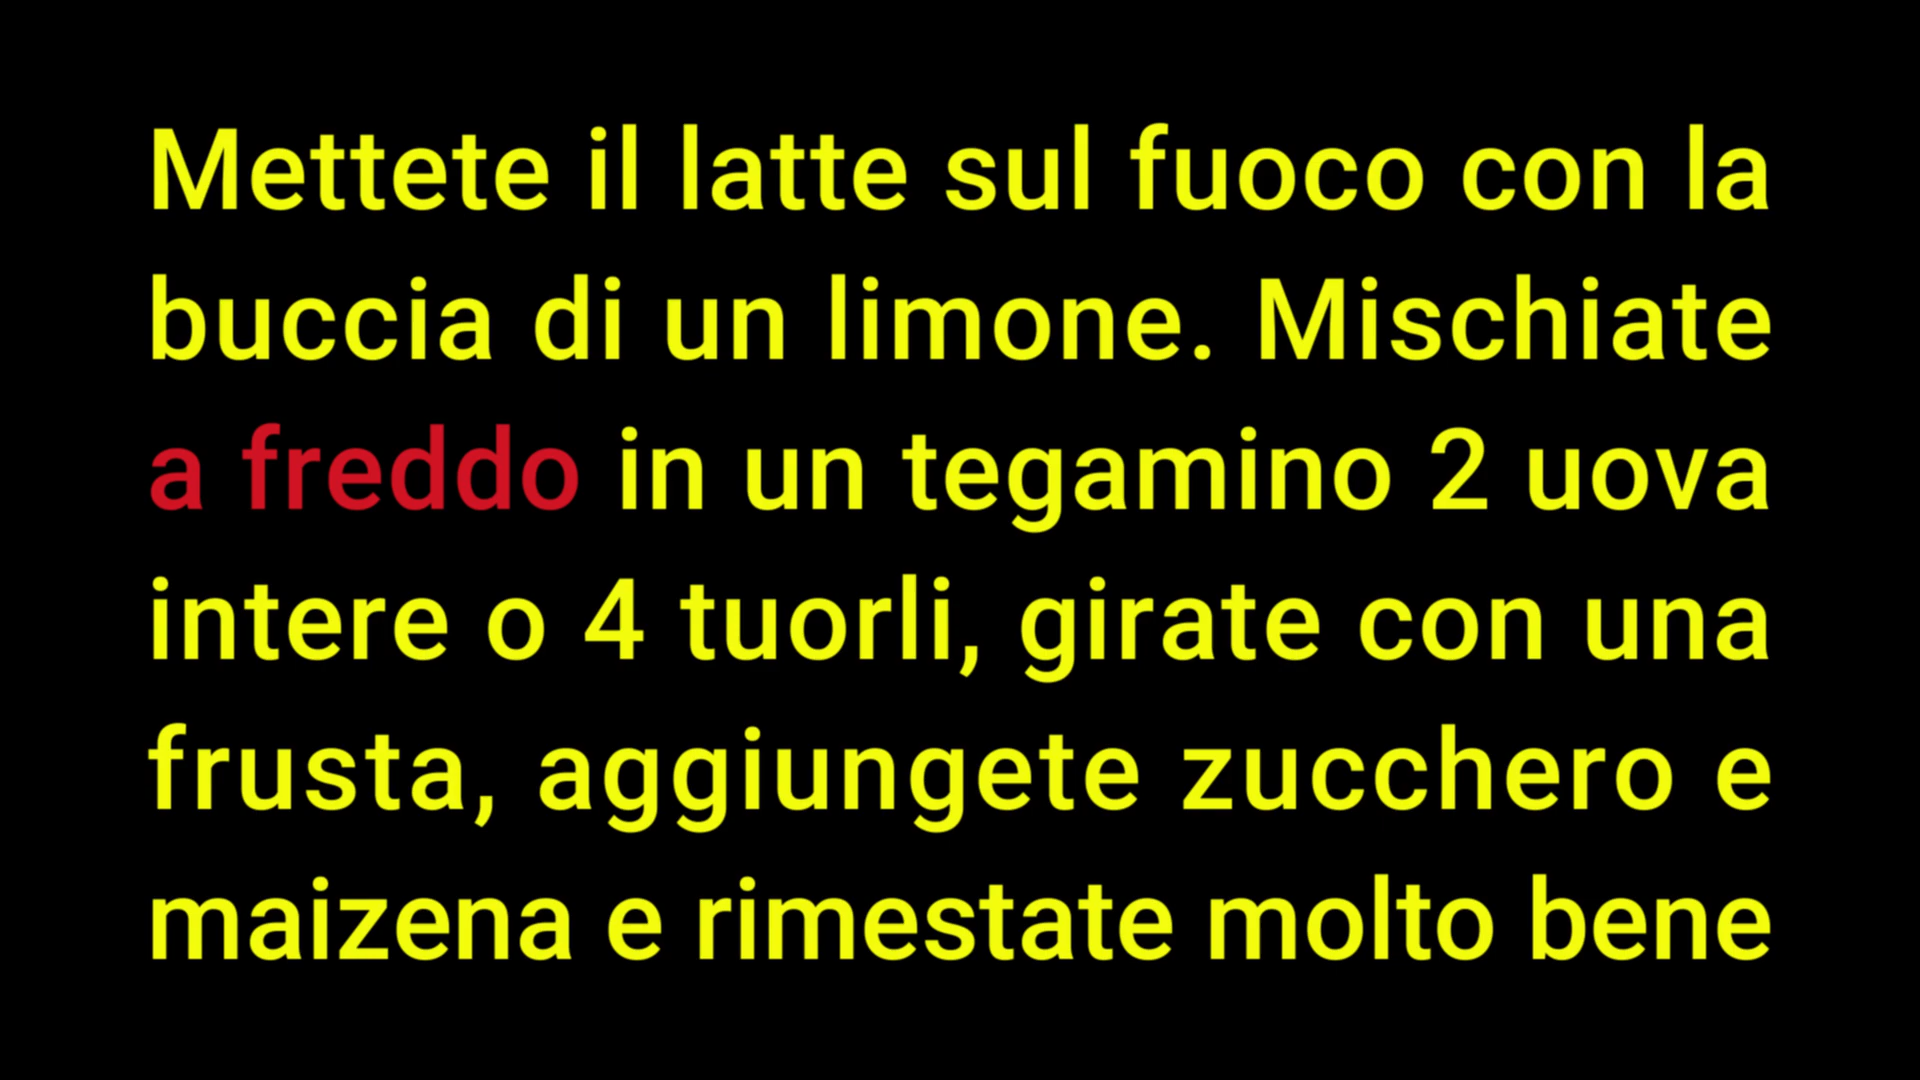 Mettete il latte sul fuoco con la
buccia di un limone. Mischiate
a freddo in un tegamino 2 uova
intere o 4 tuorli, girate con una
frusta, aggiungete zucchero e
maizena e rimestate molto bene